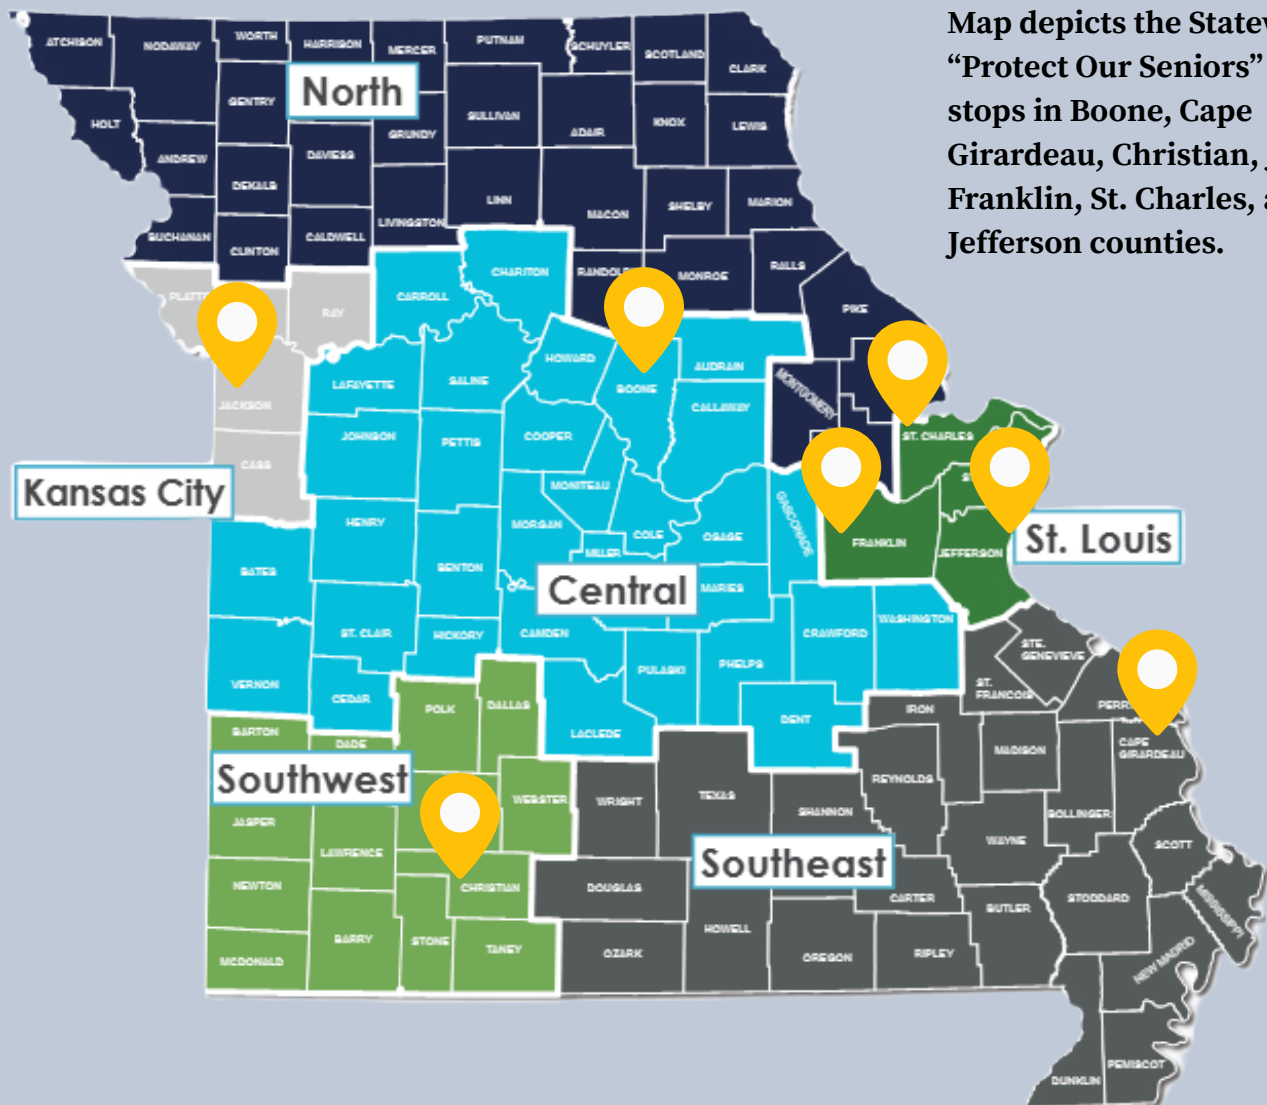 Map depicts the Statew
“Protect Our Seniors”
stops in Boone, Cape
Girardeau, Christian, J
Franklin, St. Charles, a
Jefferson counties.
ATCHISON
NODAWAY
WORTH
HARRISON
MERCER
PUTNAM
SCHUYLER
SCOTLAND
CLARK
North
HOLT
GENTRY
GRUNDY
SULLIVAN
ADAIR
KNOX
LEWIS
ANDREW
DEKALB
DAVIESS
LINN
MACON
SHELBY
MARION
BUCHANAN
CLINTON
CALDWELL
LIVINGSTON
CHARITON
RANDOLP
MONROE
RALLS
PLATT
RAY
CARROLL
PIKE
JACKSON
LAFAYETTE
SALINE
HOWARD
BOONE
AUDRAIN
CALLAWAY
MONTGOMERY
CASS
JOHNSON
PETTIS
COOPER
ST. CHARLES
Kansas City
MONITEAU
ST
HENRY
MORGAN
COLE
OSAGE
GASCONADE
FRANKLIN
JEFFERSON
St. Louis
BATES
BENTON
MILLER
Central
MARIES
ST. CLAIR
HICKORY
CAMDEN
PULASKI
PHELPS
CRAWFORD
WASHINGTON
STE.
GENEVIEVE
VERNON
CEDAR
POLK
DALLAS
LACLEDE
DENT
IRON
ST.
FRANCOIS
PERR
BARTON
DADE
MADISON
CAPE
GIRARDEAU
Southwest
WEBSTER
WRIGHT
TEXAS
SHANNON
REYNOLDS
BOLLINGER
JASPER
LAWRENCE
WAYNE
SCOTT
Southeast
NEWTON
CHRISTIAN
DOUGLAS
CARTER
BUTLER
STODDARD
MISSISSIPPI
MCDONALD
BARRY
STONE
TANEY
OZARK
HOWELL
OREGON
RIPLEY
NEW MADRID
DUNKLIN
PEMISCOT